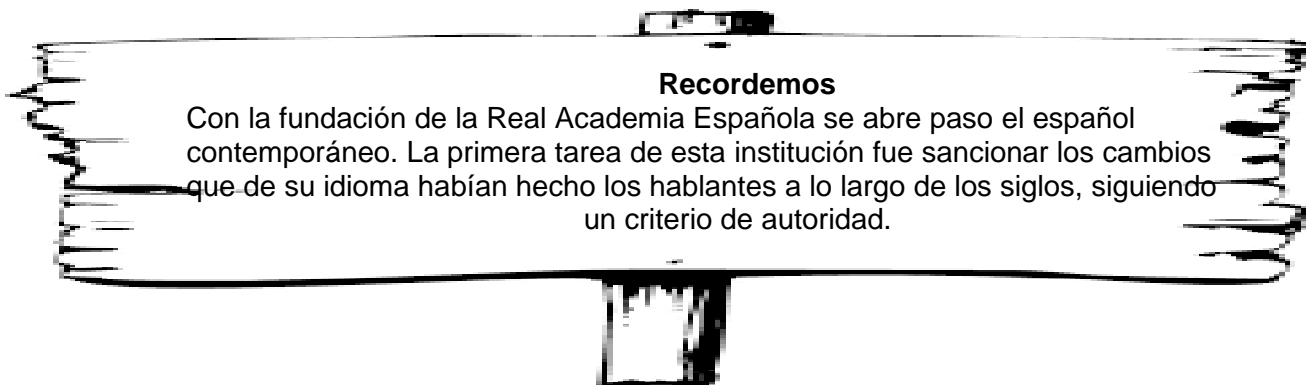 Recordemos
Con la fundación de la Real Academia Española se abre paso el español
contemporáneo. La primera tarea de esta institución fue sancionar los cambios
que de su idioma habían hecho los hablantes a lo largo de los siglos, siguiendo
un criterio de autoridad.